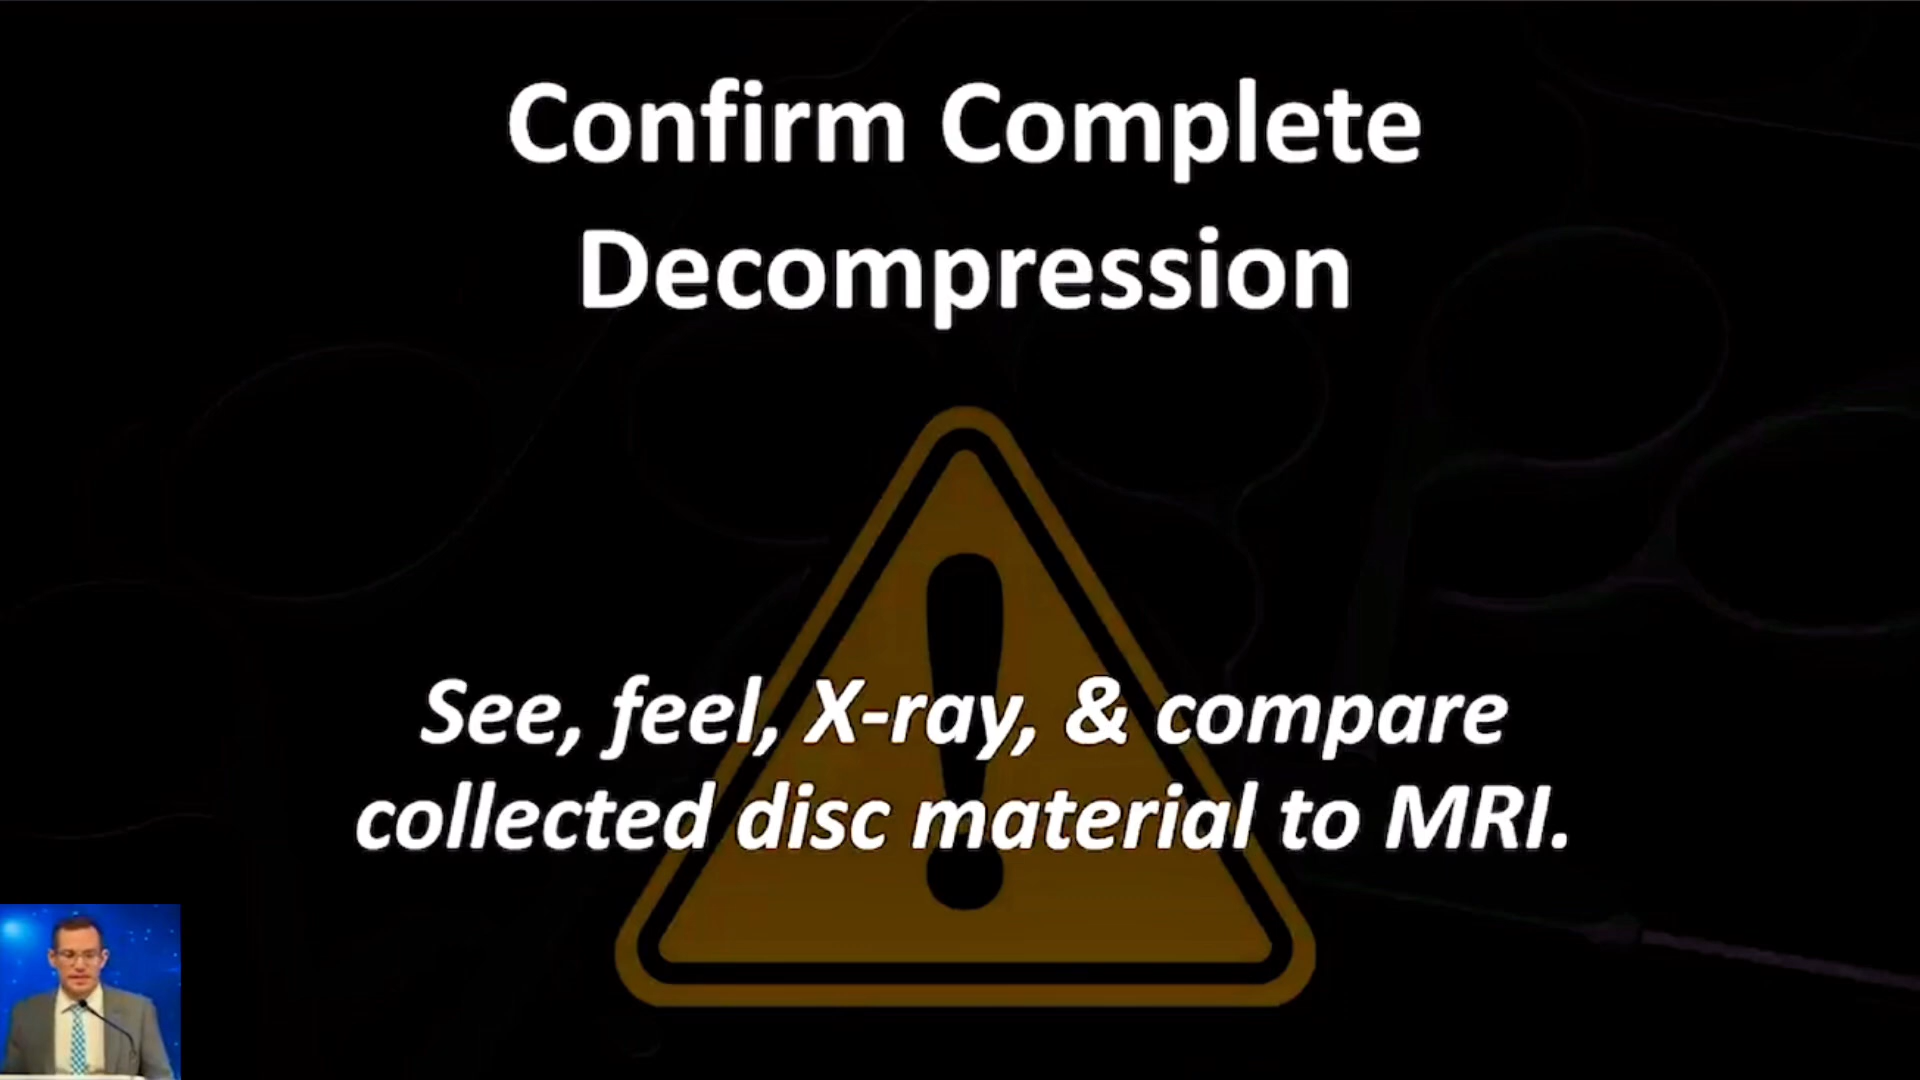 Confirm Complete
Decompression
See, feel, X-ray, & compare
collected disc material to MRI.